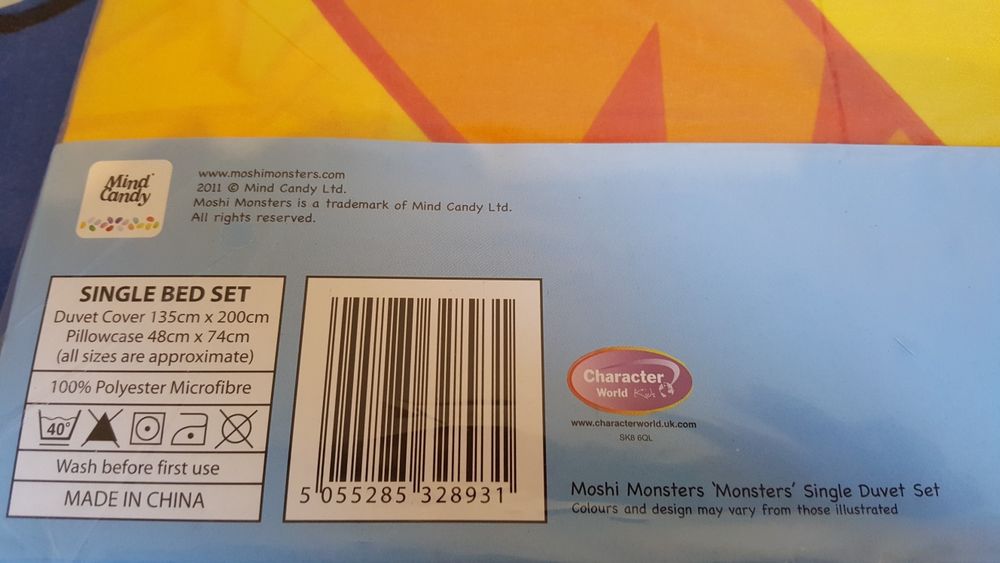 Mind
Candy
www.moshimonsters.com
2011 © Mind Candy Ltd.
Moshi Monsters is a trademark of Mind Candy Ltd.
All rights reserved.
SINGLE BED SET
Duvet Cover 135cm x 200cm
Pillowcase 48cm x 74cm
(all sizes are approximate)
100% Polyester Microfibre
40°
Wash before first use
MADE IN CHINA
5 055285 328931
Character
World Kids
www.characterworld.uk.com
SK8 6QL
Moshi Monsters ‘Monsters’ Single Duvet Set
Colours and design may vary from those illustrated